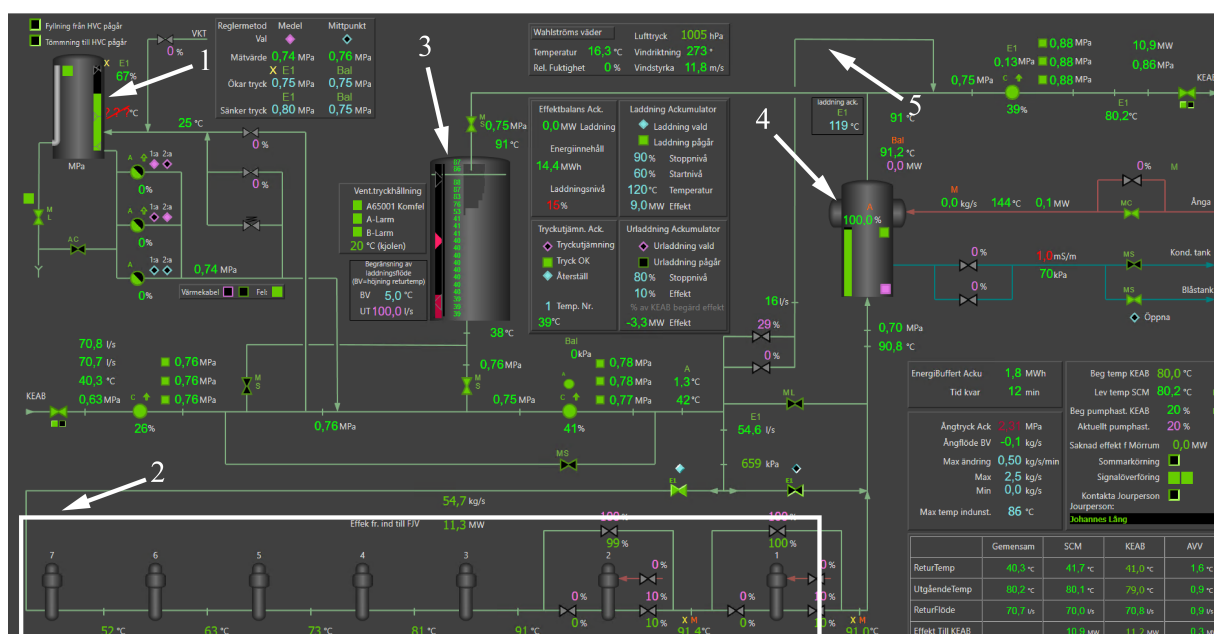 Fyllning från HVC pågår
Tömmning till HVC pågår
VKT
0 %
X E1
67%
1
°C
25 °C
MPa
Reglermetod Medel Mittpunkt
Val
Mätvärde 0,74 MPa 0,76 MPa
X E1 Bal
Ökar tryck 0,75 MPa 0,75 MPa
E1 Bal
Sänker tryck 0,80 MPa 0,75 MPa
3
Wahlströms väder Lufttryck 1005 hPa
Temperatur 16,3 °C Vindriktning 273 °
Rel. Fuktighet 0 % Vindstyrka 11,8 m/s
5
E1
0.13 MPa
0,88 MPa
0,88 MPa
0,88 MPa
10,9 MW
0,86 MPa
0,75 MPa
C
39%
KEAB
E1
80,2°C
91 °C
laddning ack.
E1
119 °C
4
Bal
91,2 °C
0,0 MW
A
100,0 %
M
0,0 kg/s 144°C 0,1 MW
0% M
MC
Ånga
0 %
1,0 mS/m
70kPa
MS
Kond. tank
0 %
MS
Blåstank
Öppna
0,70 MPa
90,8 °C
M
S
0,75 MPa
91 °C
Effektbalans Ack.
0,0 MW Laddning
Energiinnehåll
14,4 MWh
Laddningsnivå
15%
Laddning Ackumulator
Laddning vald
Laddning pågår
90 % Stoppnivå
60 % Startnivå
120°C Temperatur
9,0 MW Effekt
Tryckutjämn. Ack.
Tryckutjämning
Tryck OK
Återställ
1 Temp. Nr.
39°C
Urladdning Ackumulator
Urladdning vald
Urladdning pågår
80 % Stoppnivå
10 % Effekt
% av KEAB begärd effekt
-3,3 MW Effekt
Vent.tryckhållning
A65001 Komfel
A-Larm
B-Larm
20 °C (kjolen)
Begränsning av
laddningsflöde
(BV=höjning returtemp)
BV 5,0 °C
UT 100,0 l/s
A 1:a 2:a
0%
0%
0%
0 %
0 %
M
L
AC
0,74 MPa
Värmekabel Fel:
38°C
0,76 MPa
M
S
0,75 MPa
70,8 l/s
70,7 l/s
40,3 °C
0,63 MPa
KEAB
0,76 MPa
0,76 MPa
0,76 MPa
C
26%
M
S
0,76 MPa
Bal
0 kPa
A
C
41%
0,78 MPa
0,78 MPa
0,77 MPa
A
1,3°C
42°C
MS
16 l/s
29 %
0 %
ML
E1
54,6 l/s
659 kPa
E1
E1
EnergiBuffert Acku 1,8 MWh
Tid kvar 12 min
Ångtryck Ack MPa
Ångflöde BV -0,1 kg/s
Max ändring 0,50 kg/s/min
Max 2,5 kg/s
Min 0,0 kg/s
Max temp indunst. 86 °C
Beg temp KEAB 80,0 °C
Lev temp SCM 80,2 °C
Beg pumphast. KEAB 20 %
Aktuellt pumphast. 20 %
Saknad effekt f Mörrum 0,0 MW
Sommarkörning
Signalöverföring
Kontakta Jourperson
Jourperson:
Johannes Lång
2
54,7 kg/s
Effek fr. ind till FJV 11,3 MW
7
6
5
4
3
2
1
100 %
99 %
100 %
100 %
0 %
0 %
0 %
0 %
10 %
10 %
0 %
0 %
0 %
10 %
10 %
52 °C
63 °C
73 °C
81 °C
91 °C
X M
91,4°C
X M
91,0°C
Gemensam SCM KEAB AVV
ReturTemp 40,3 °C 41,7 °C 41,0 °C 1,6 °C
UtgåendeTemp 80,2 °C 80,1 °C 79,0 °C 0,9 °C
ReturFlöde 70,7 l/s 70,0 l/s 70,8 l/s 0,9 l/s
Effekt Till KEAB 10,9 MW 11,2 MW 0,3 MW